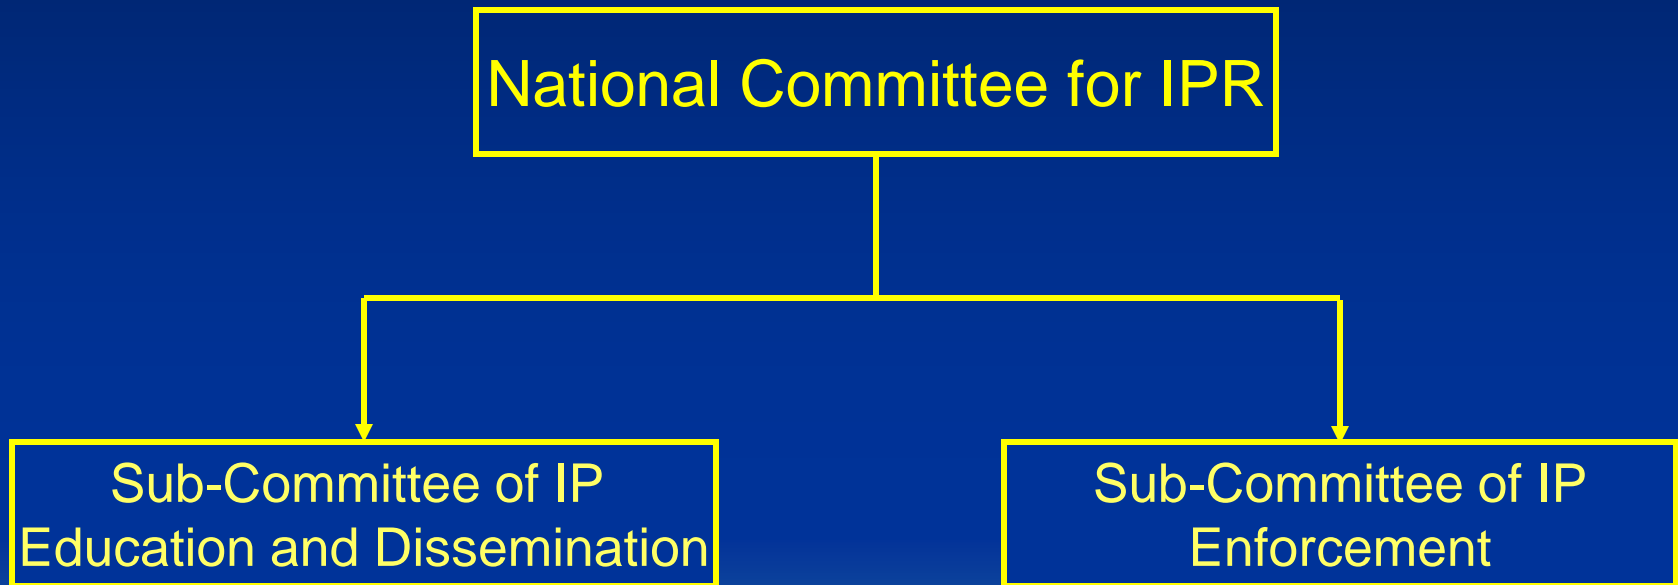 National Committee for IPR
Sub-Committee of IP
Education and Dissemination
Sub-Committee of IP
Enforcement